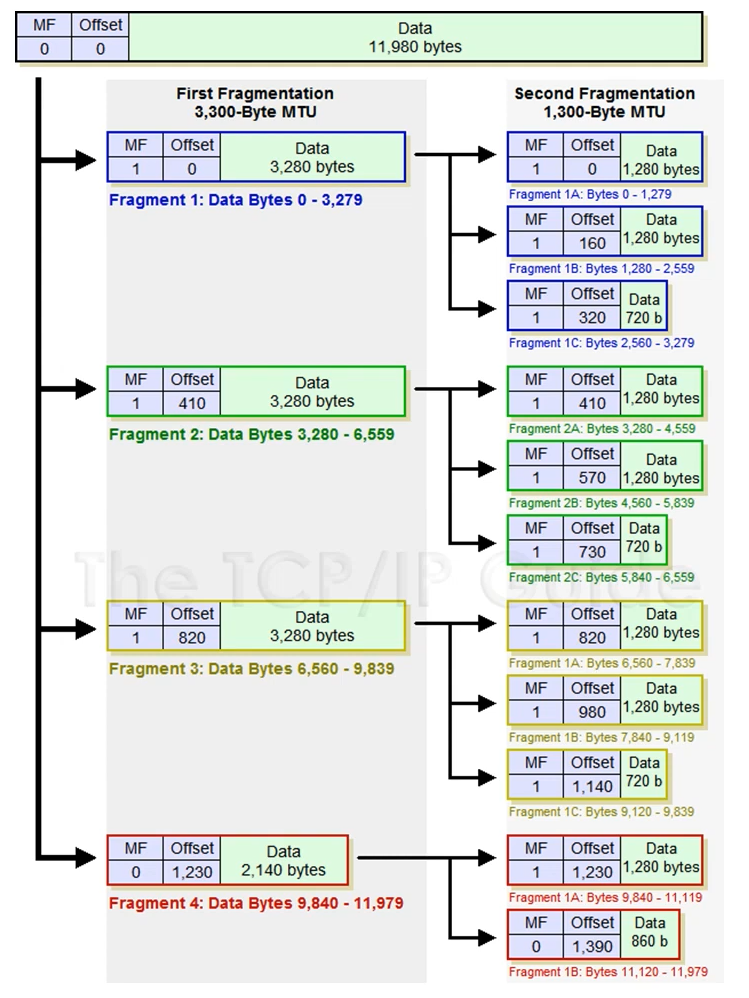 MF Offset Data
0 0 11,980 bytes
First Fragmentation
3,300-Byte MTU
Second Fragmentation
1,300-Byte MTU
MF Offset Data
1 0 3,280 bytes
Fragment 1: Data Bytes 0 - 3,279
MF Offset Data
1 0 1,280 bytes
Fragment 1A: Bytes 0 - 1,279
MF Offset Data
1 160 1,280 bytes
Fragment 1B: Bytes 1,280 - 2,559
MF Offset Data
1 320 720 b
Fragment 1C: Bytes 2,560 - 3,279
MF Offset Data
1 410 3,280 bytes
Fragment 2: Data Bytes 3,280 - 6,559
MF Offset Data
1 410 1,280 bytes
Fragment 2A: Bytes 3,280 - 4,559
MF Offset Data
1 570 1,280 bytes
Fragment 2B: Bytes 4,560 - 5,839
MF Offset Data
1 730 720 b
Fragment 2C: Bytes 5,840 - 6,559
The TCP/IP Guide
MF Offset Data
1 820 3,280 bytes
Fragment 3: Data Bytes 6,560 - 9,839
MF Offset Data
1 820 1,280 bytes
Fragment 1A: Bytes 6,560 - 7,839
MF Offset Data
1 980 1,280 bytes
Fragment 1B: Bytes 7,840 - 9,119
MF Offset Data
1 1,140 720 b
Fragment 1C: Bytes 9,120 - 9,839
MF Offset Data
0 1,230 2,140 bytes
Fragment 4: Data Bytes 9,840 - 11,979
MF Offset Data
1 1,230 1,280 bytes
Fragment 1A: Bytes 9,840 - 11,119
MF Offset Data
0 1,390 860 b
Fragment 1B: Bytes 11,120 - 11,979